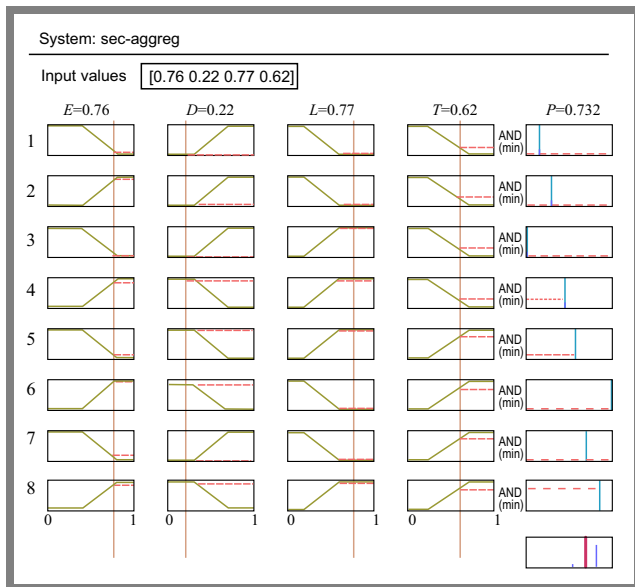 System: sec-aggreg
Input values [0.76 0.22 0.77 0.62]
E=0.76 D=0.22 L=0.77 T=0.62 P=0.732
1 AND (min)
2 AND (min)
3 AND (min)
4 AND (min)
5 AND (min)
6 AND (min)
7 AND (min)
8 AND (min)
0 1 0 1 0 1 0 1